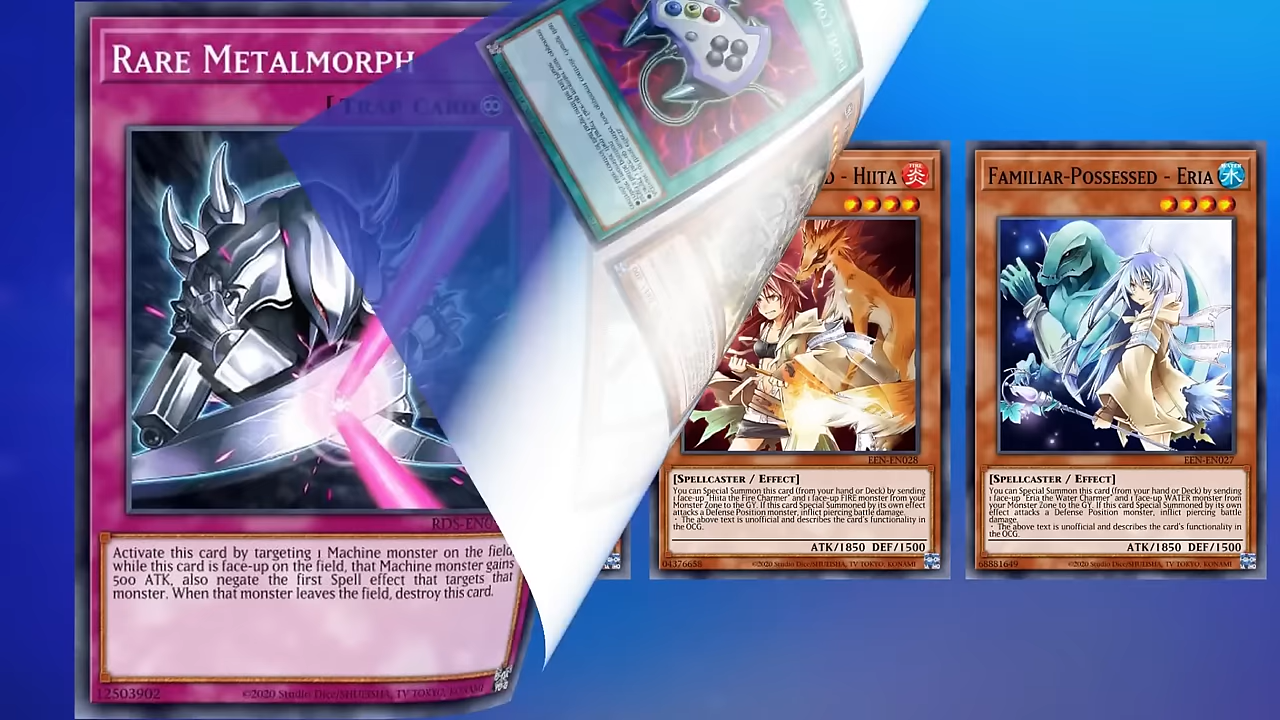 RARE METALMORPH
[TRAP CARD
RDS-EN0
Activate this card by targeting 1 Machine monster on the field
while this card is face-up on the field, that Machine monster gains
500 ATK, also negate the first Spell effect that targets that
monster. When that monster leaves the field, destroy this card.
12503902
©2020 Studio Dice/SHUEISHA, TV TOKYO, KONAMI
D - HIITA
FIRE
炎
EEN-EN028
[SPELLCASTER / EFFECT]
You can Special Summon this card (from your hand or Deck) by sending
1 face-up "Hiita the Fire Charmer" and 1 face-up FIRE monster from
your Monster Zone to the GY. If this card Special Summoned by its own effect
attacks a Defense Position monster, inflict piercing battle damage.
· The above text is unofficial and describes the card's functionality in
the OCG.
ATK/1850 DEF/1500
04376658
©2020 Studio Dice/SHUEISHA, TV TOKYO, KONAMI
FAMILIAR-POSSESSED - ERIA
WATER
水
EEN-EN027
[SPELLCASTER / EFFECT]
You can Special Summon this card (from your hand or Deck) by sending
1 face-up "Eria the Water Charmer" and 1 face-up WATER monster from
your Monster Zone to the GY. If this card Special Summoned by its own effect
attacks a Defense Position monster, inflict piercing battle
damage.
· The above text is unofficial and describes the card's functionality in
the OCG.
ATK/1850 DEF/1500
68881649
©2020 Studio Dice/SHUEISHA, TV TOKYO, KONAMI